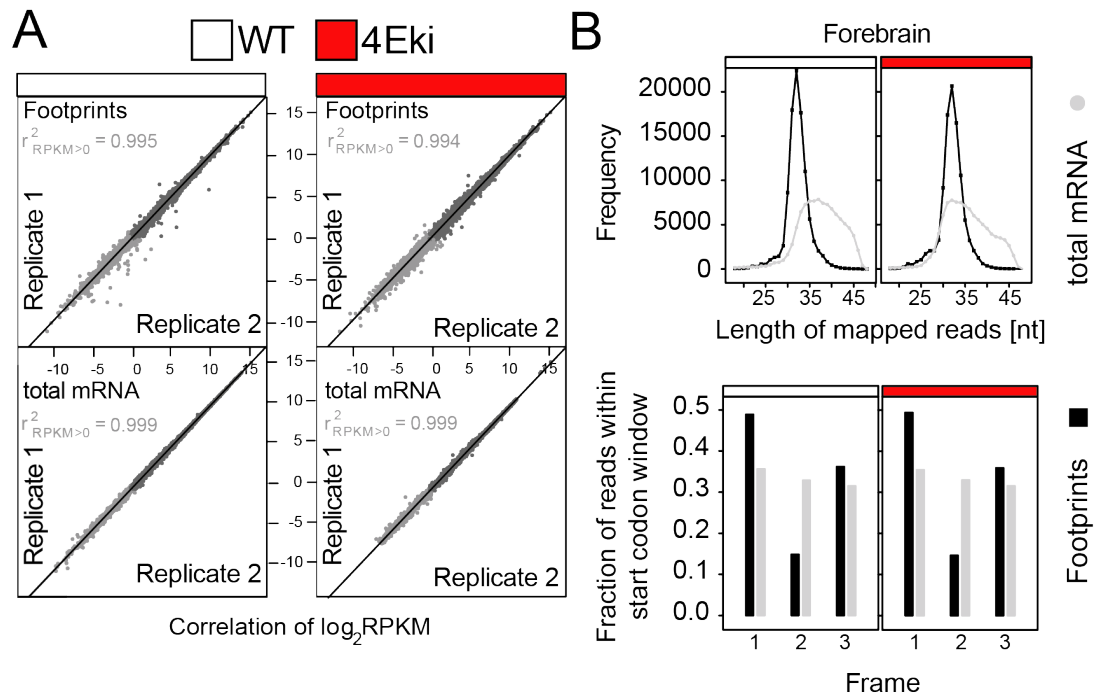 A
WT
4Eki
Footprints
r²RPKM>0 = 0.995
Replicate 1
Replicate 2
r²RPKM>0 = 0.994
Replicate 1
Replicate 2
15
10
5
0
-5
-10
-10
-5
0
5
10
15
-10
-5
0
5
10
15
total mRNA
r²RPKM>0 = 0.999
Replicate 1
Replicate 2
r²RPKM>0 = 0.999
Replicate 1
Replicate 2
15
10
5
0
-5
-10
Correlation of log₂RPKM
B
Forebrain
Frequency
20000
15000
10000
5000
0
25
35
45
25
35
45
Length of mapped reads [nt]
total mRNA
Fraction of reads within
start codon window
0.5
0.4
0.3
0.2
0.1
0.0
1
2
3
1
2
3
Frame
Footprints